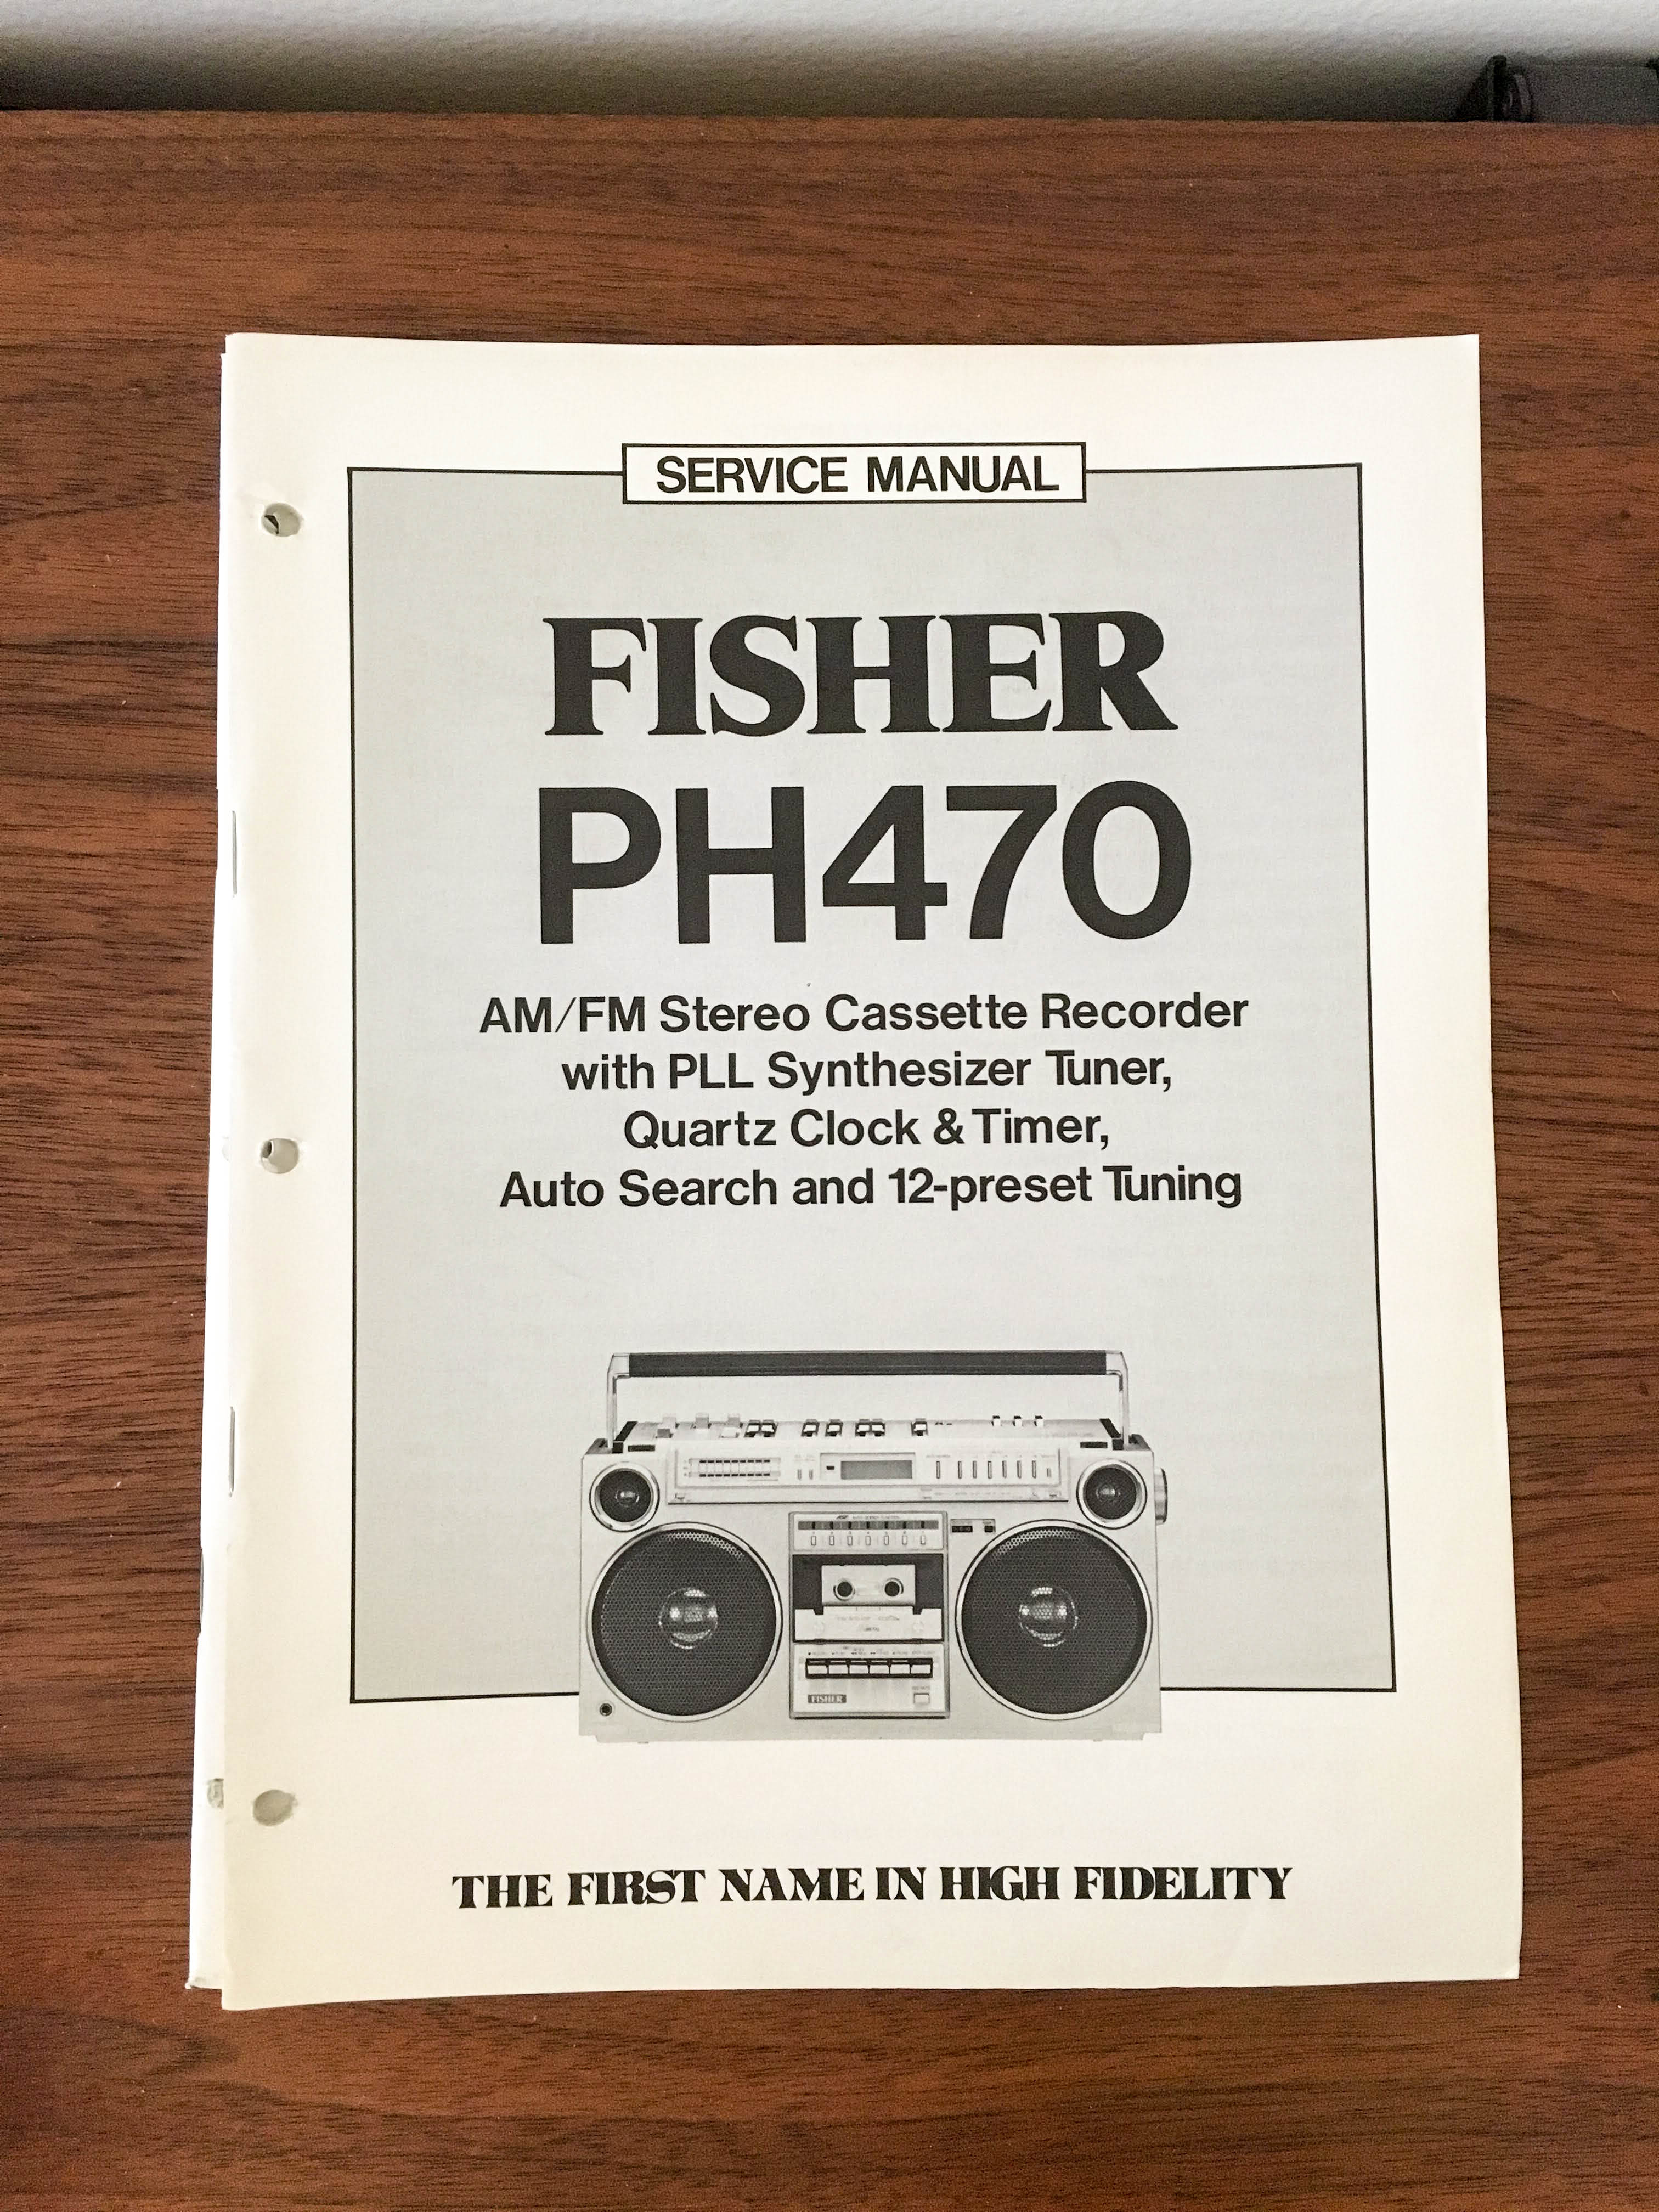 SERVICE MANUAL
FISHER
PH470
AM/FM Stereo Cassette Recorder
with PLL Synthesizer Tuner,
Quartz Clock & Timer,
Auto Search and 12-preset Tuning
FISHER
THE FIRST NAME IN HIGH FIDELITY